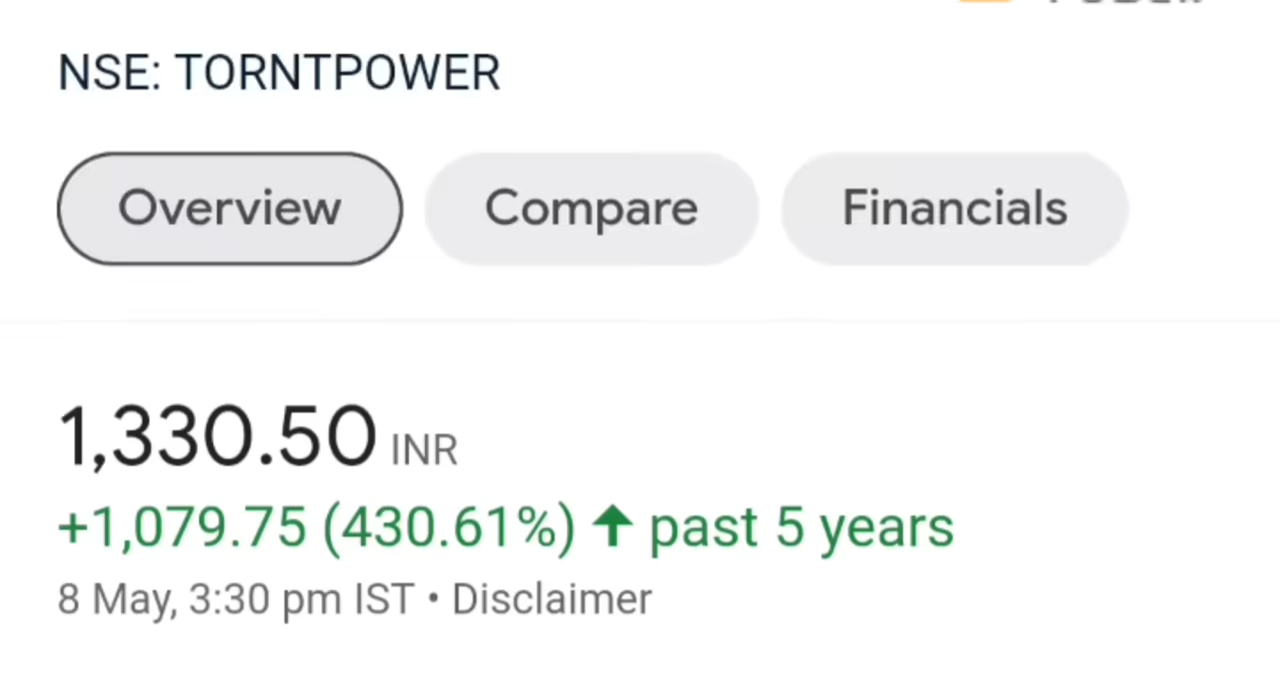 NSE: TORNTPOWER
Overview Compare Financials
1,330.50 INR
+1,079.75 (430.61%) ↑ past 5 years
8 May, 3:30 pm IST • Disclaimer